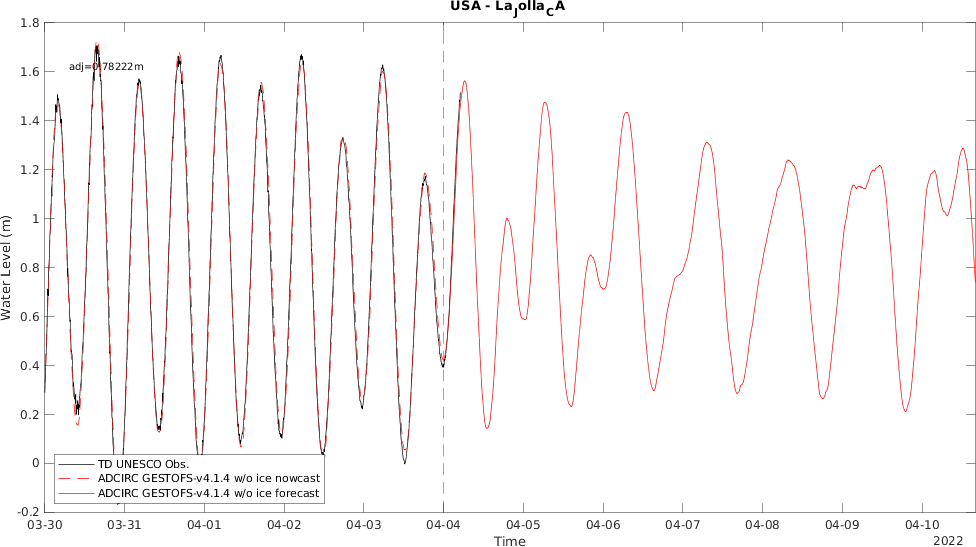 USA - LaJollaCA
1.8
1.6
1.4
1.2
1
0.8
0.6
0.4
0.2
0
-0.2
Water Level (m)
adj=0.78222m
TD UNESCO Obs.
ADCIRC GESTOFS-v4.1.4 w/o ice nowcast
ADCIRC GESTOFS-v4.1.4 w/o ice forecast
03-30 03-31 04-01 04-02 04-03 04-04 04-05 04-06 04-07 04-08 04-09 04-10
Time
2022